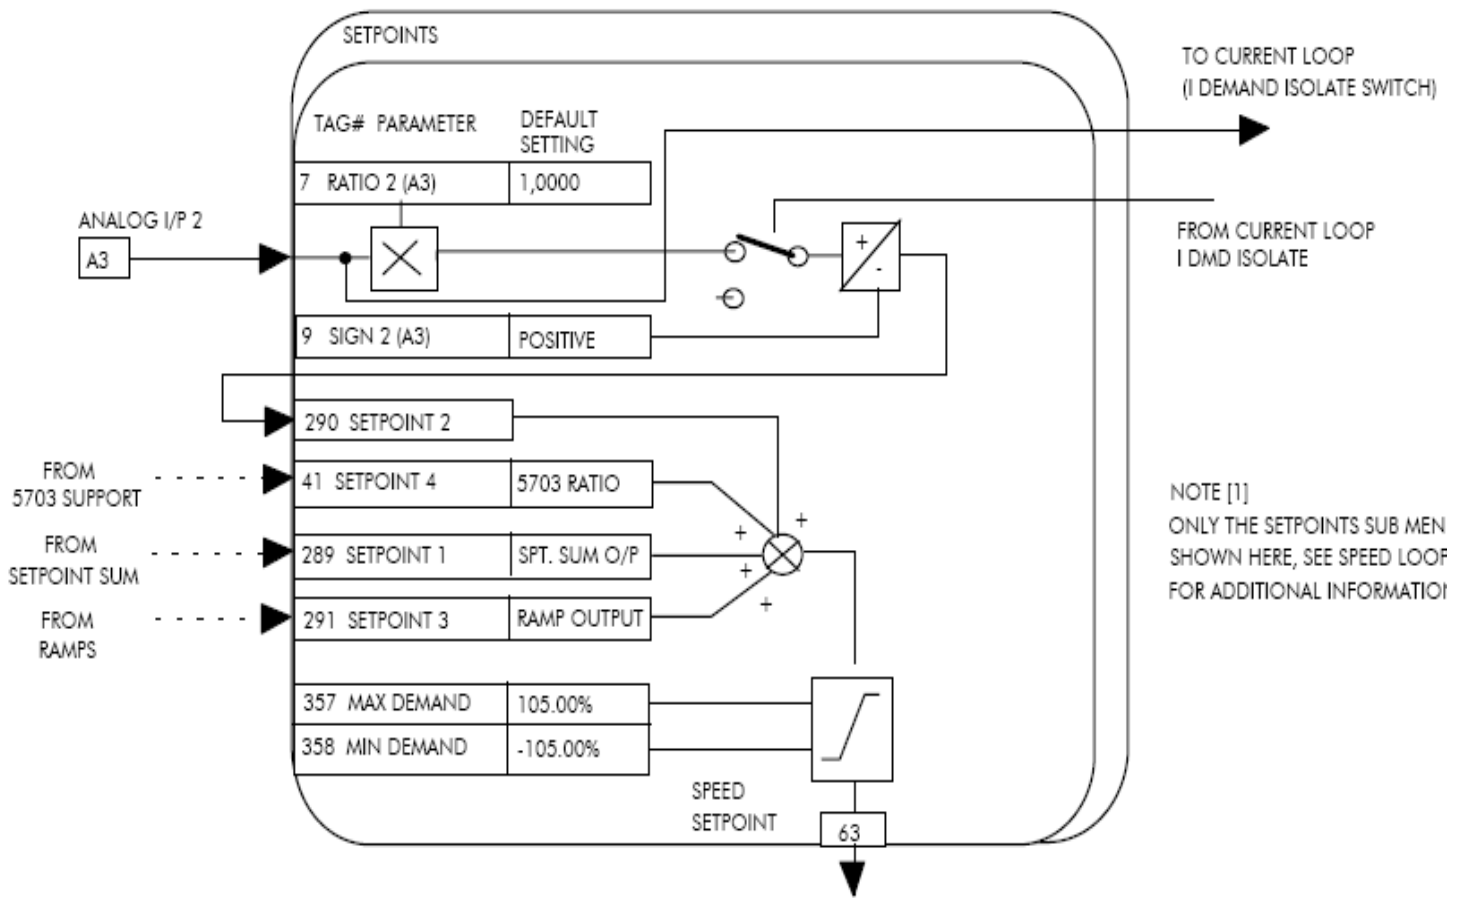 SETPOINTS
TO CURRENT LOOP
(I DEMAND ISOLATE SWITCH)
TAG# PARAMETER
DEFAULT
SETTING
7 RATIO 2 (A3)
1,0000
ANALOG I/P 2
A3
FROM CURRENT LOOP
I DMD ISOLATE
+
-
9 SIGN 2 (A3)
POSITIVE
290 SETPOINT 2
FROM
5703 SUPPORT
41 SETPOINT 4
5703 RATIO
+
+
FROM
SETPOINT SUM
289 SETPOINT 1
SPT. SUM O/P
+
+
FROM
RAMPS
291 SETPOINT 3
RAMP OUTPUT
NOTE [1]
ONLY THE SETPOINTS SUB MEN
SHOWN HERE, SEE SPEED LOOP
FOR ADDITIONAL INFORMATION
357 MAX DEMAND
105.00%
358 MIN DEMAND
-105.00%
SPEED
SETPOINT
63